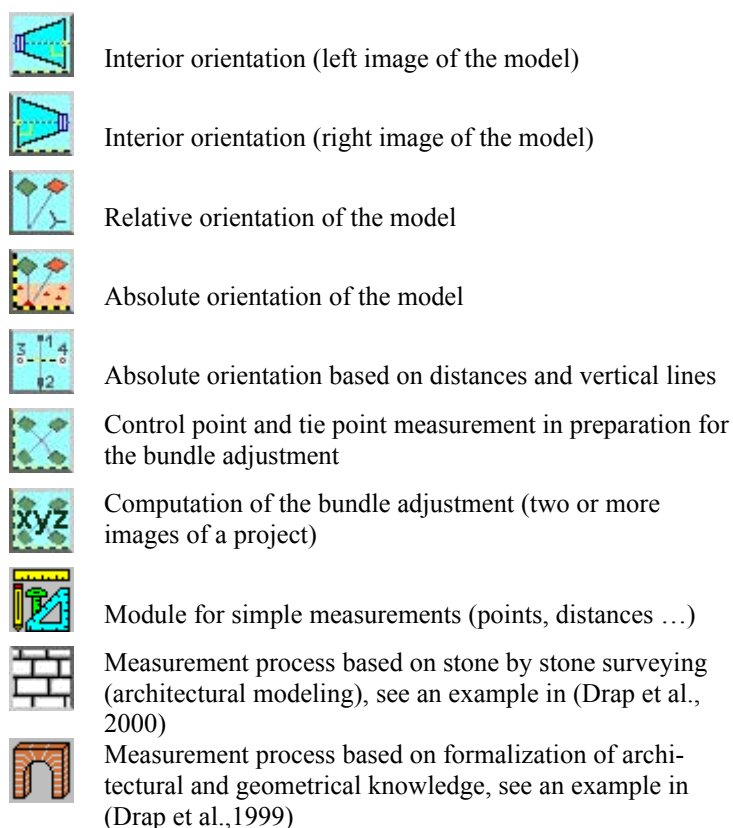 Interior orientation (left image of the model)
Interior orientation (right image of the model)
Relative orientation of the model
Absolute orientation of the model
3 1 4
2
Absolute orientation based on distances and vertical lines
Control point and tie point measurement in preparation for
the bundle adjustment
xyz
Computation of the bundle adjustment (two or more
images of a project)
Module for simple measurements (points, distances …)
Measurement process based on stone by stone surveying
(architectural modeling), see an example in (Drap et al.,
2000)
Measurement process based on formalization of archi-
tectural and geometrical knowledge, see an example in
(Drap et al.,1999)